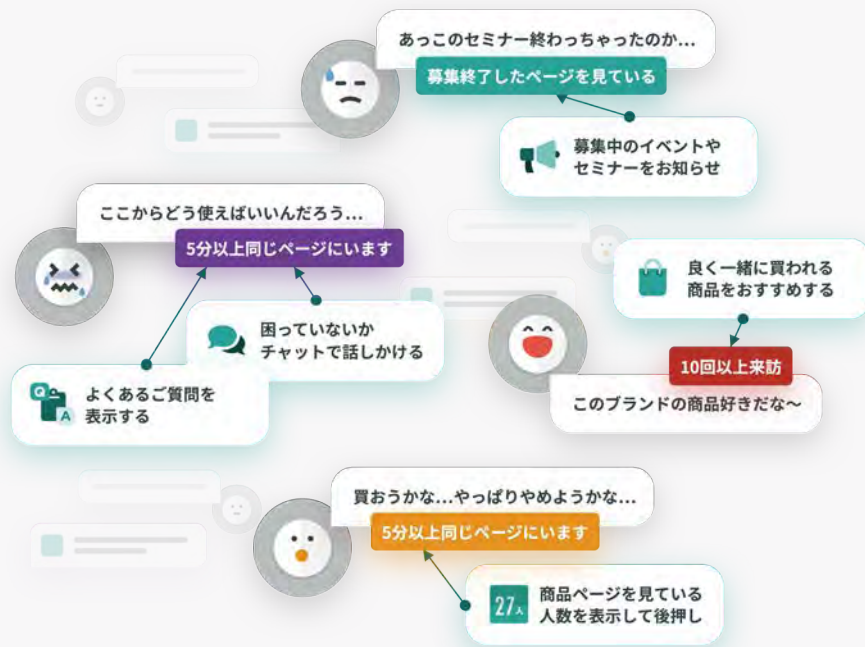 あっこのセミナー終わっちゃったのか...
募集終了したページを見ている
募集中のイベントや
セミナーをお知らせ
ここからどう使えばいいんだろう...
5分以上同じページにいます
困っていないか
チャットで話しかける
Q
A
よくあるご質問を
表示する
良く一緒に買われる
商品をおすすめする
10回以上来訪
このブランドの商品好きだな〜
買おうかな...やっぱりやめようかな...
5分以上同じページにいます
27人
商品ページを見ている
人数を表示して後押し